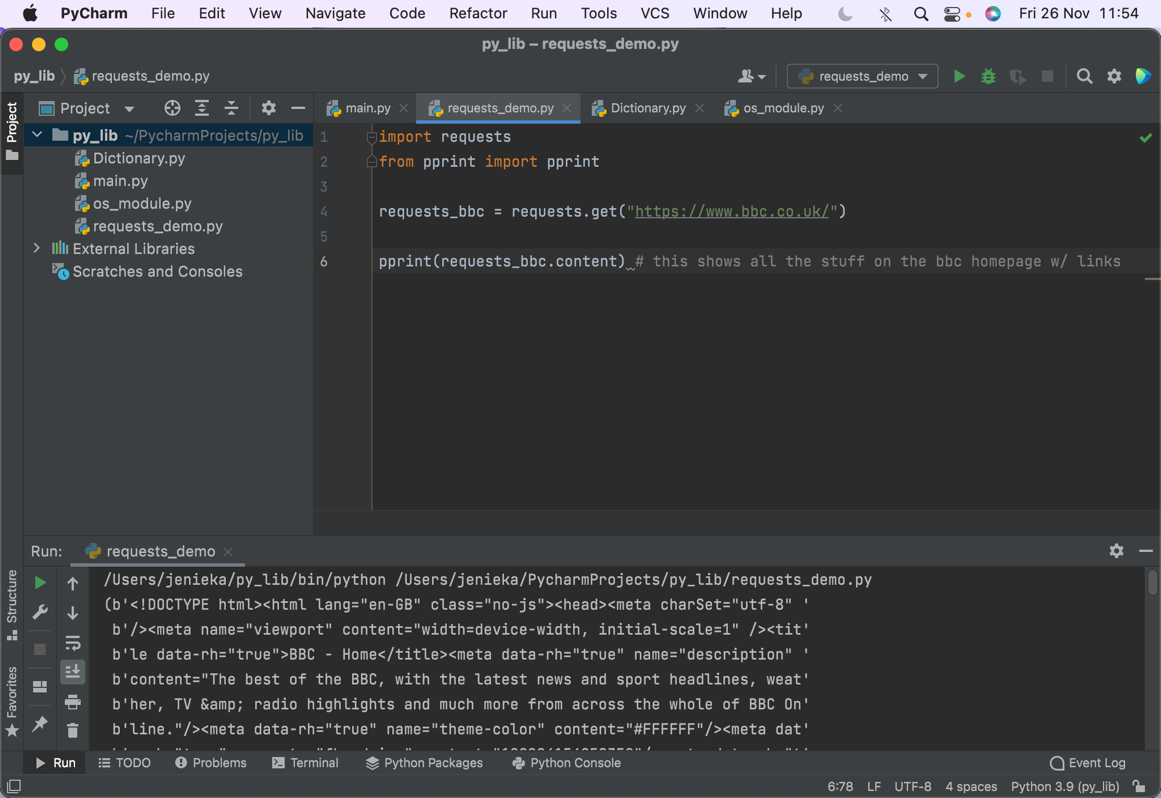 PyCharm File Edit View Navigate Code Refactor Run Tools VCS Window Help Fri 26 Nov 11:54
py_lib – requests_demo.py
py_lib requests_demo.py requests_demo
Project
Project
main.py requests_demo.py Dictionary.py os_module.py
py_lib ~/PycharmProjects/py_lib
Dictionary.py
main.py
os_module.py
requests_demo.py
External Libraries
Scratches and Consoles
1 import requests
2 from pprint import pprint
3
4 requests_bbc = requests.get("https://www.bbc.co.uk/")
5
6 pprint(requests_bbc.content) # this shows all the stuff on the bbc homepage w/ links
Run: requests_demo
Structure
Favorites
/Users/jenieka/py_lib/bin/python /Users/jenieka/PycharmProjects/py_lib/requests_demo.py
(b'<!DOCTYPE html><html lang="en-GB" class="no-js"><head><meta charSet="utf-8" '
b'/><meta name="viewport" content="width=device-width, initial-scale=1" /><tit'
b'le data-rh="true">BBC - Home</title><meta data-rh="true" name="description" '
b'content="The best of the BBC, with the latest news and sport headlines, weat'
b'her, TV &amp; radio highlights and much more from across the whole of BBC On'
b'line."/><meta data-rh="true" name="theme-color" content="#FFFFFF"/><meta dat'
Run TODO Problems Terminal Python Packages Python Console Event Log
6:78 LF UTF-8 4 spaces Python 3.9 (py_lib)